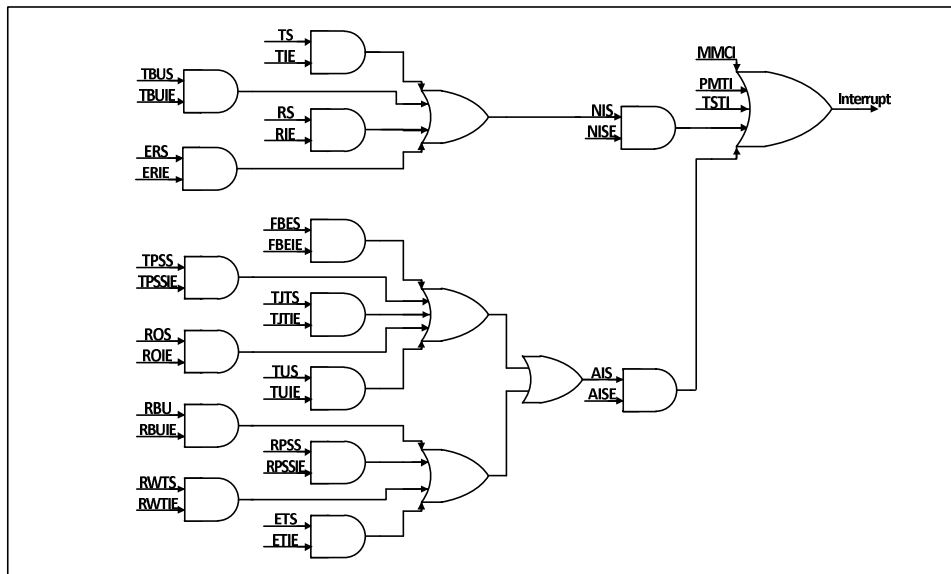 TS
TIE
TBUS
TBUIE
RS
RIE
ERS
ERIE
NIS
NISE
MMCI
PMTI
TSTI
Interrupt
FBES
FBEIE
TPSS
TPSSIE
TJTS
TJTIE
ROS
ROIE
TUS
TUIE
AIS
AISE
RBU
RBUIE
RPSS
RPSSIE
RWTS
RWTIE
ETS
ETIE